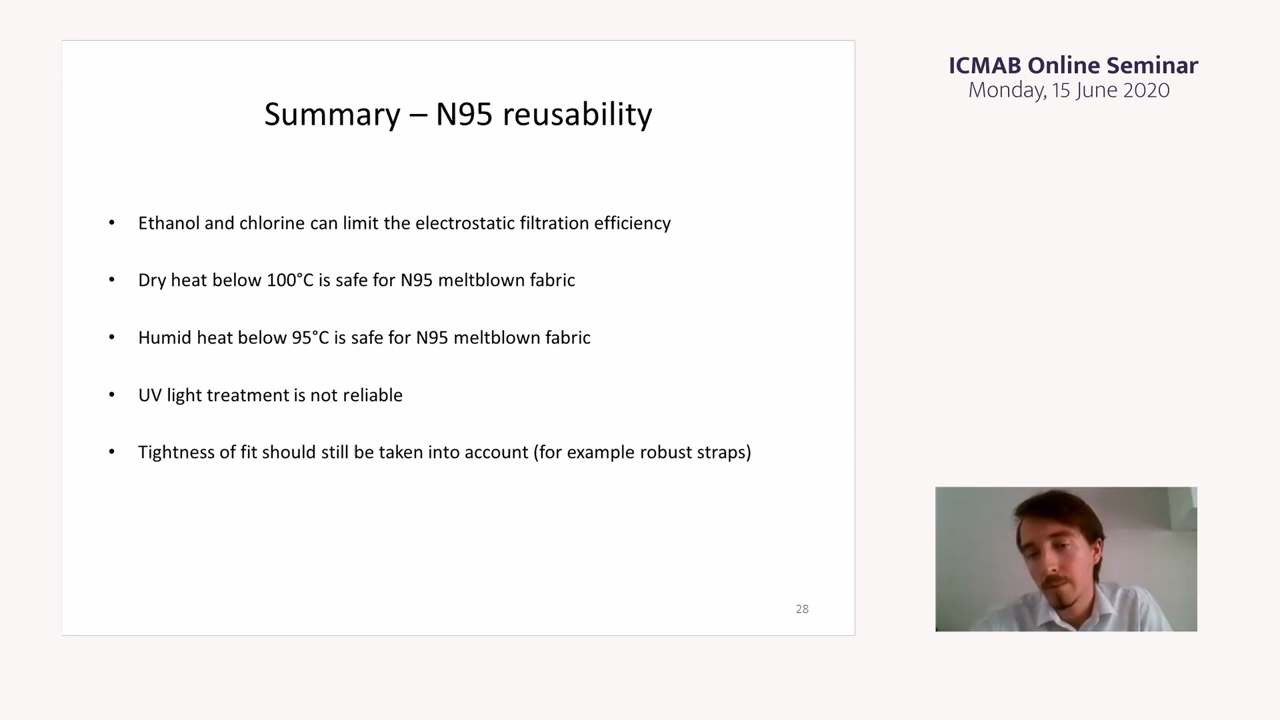 Summary – N95 reusability
• Ethanol and chlorine can limit the electrostatic filtration efficiency
• Dry heat below 100°C is safe for N95 meltblown fabric
• Humid heat below 95°C is safe for N95 meltblown fabric
• UV light treatment is not reliable
• Tightness of fit should still be taken into account (for example robust straps)
28
ICMAB Online Seminar
Monday, 15 June 2020